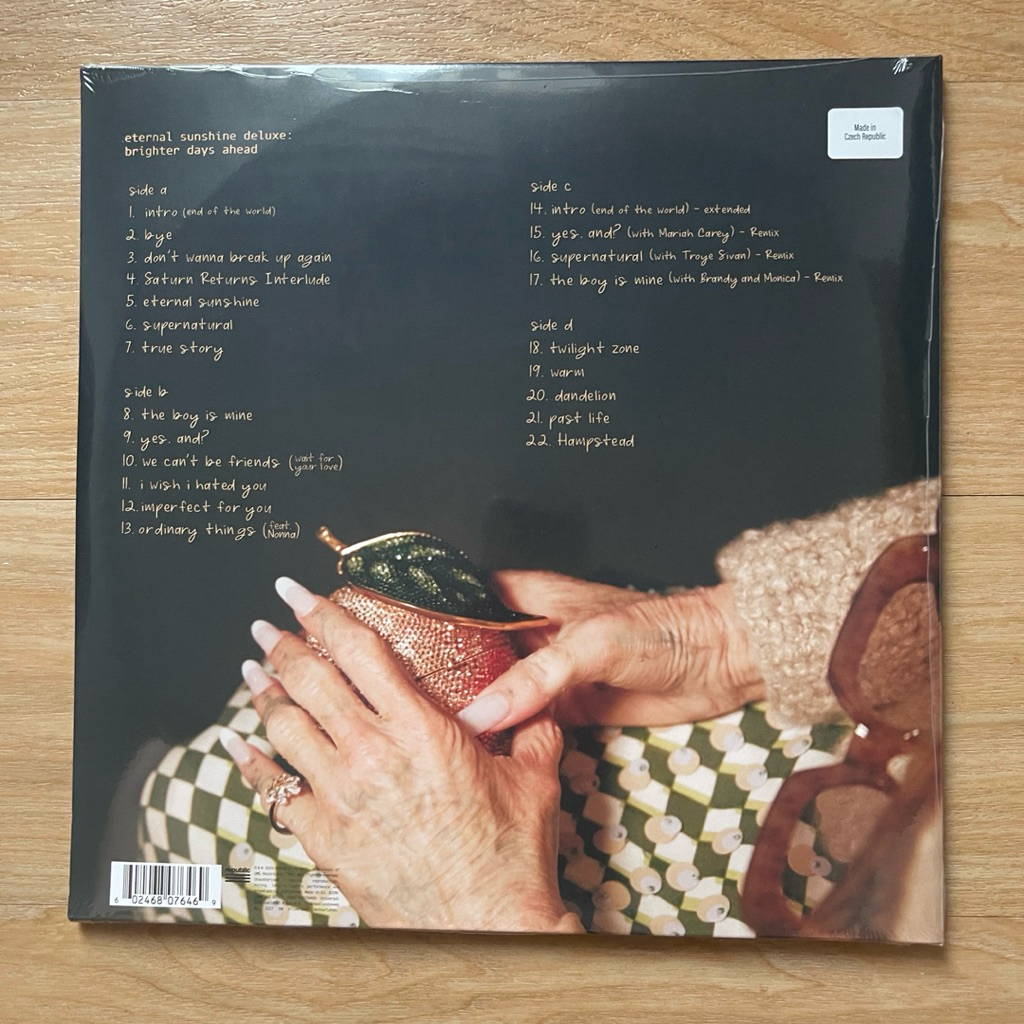 eternal sunshine deluxe:
brighter days ahead
side a
1. intro (end of the world)
2. bye
3. don't wanna break up again
4. Saturn Returns Interlude
5. eternal sunshine
6. supernatural
7. true story
side b
8. the boy is mine
9. yes, and?
10. we can't be friends (wait for your love)
11. i wish i hated you
12. imperfect for you
13. ordinary things (feat. Nonna)
Made in
Czech Republic
side c
14. intro (end of the world) - extended
15. yes, and? (with Mariah Carey) - Remix
16. supernatural (with Troye Sivan) - Remix
17. the boy is mine (with Brandy and Monica) - Remix
side d
18. twilight zone
19. warm
20. dandelion
21. past life
22. Hampstead
6 02468 07646 9
republic